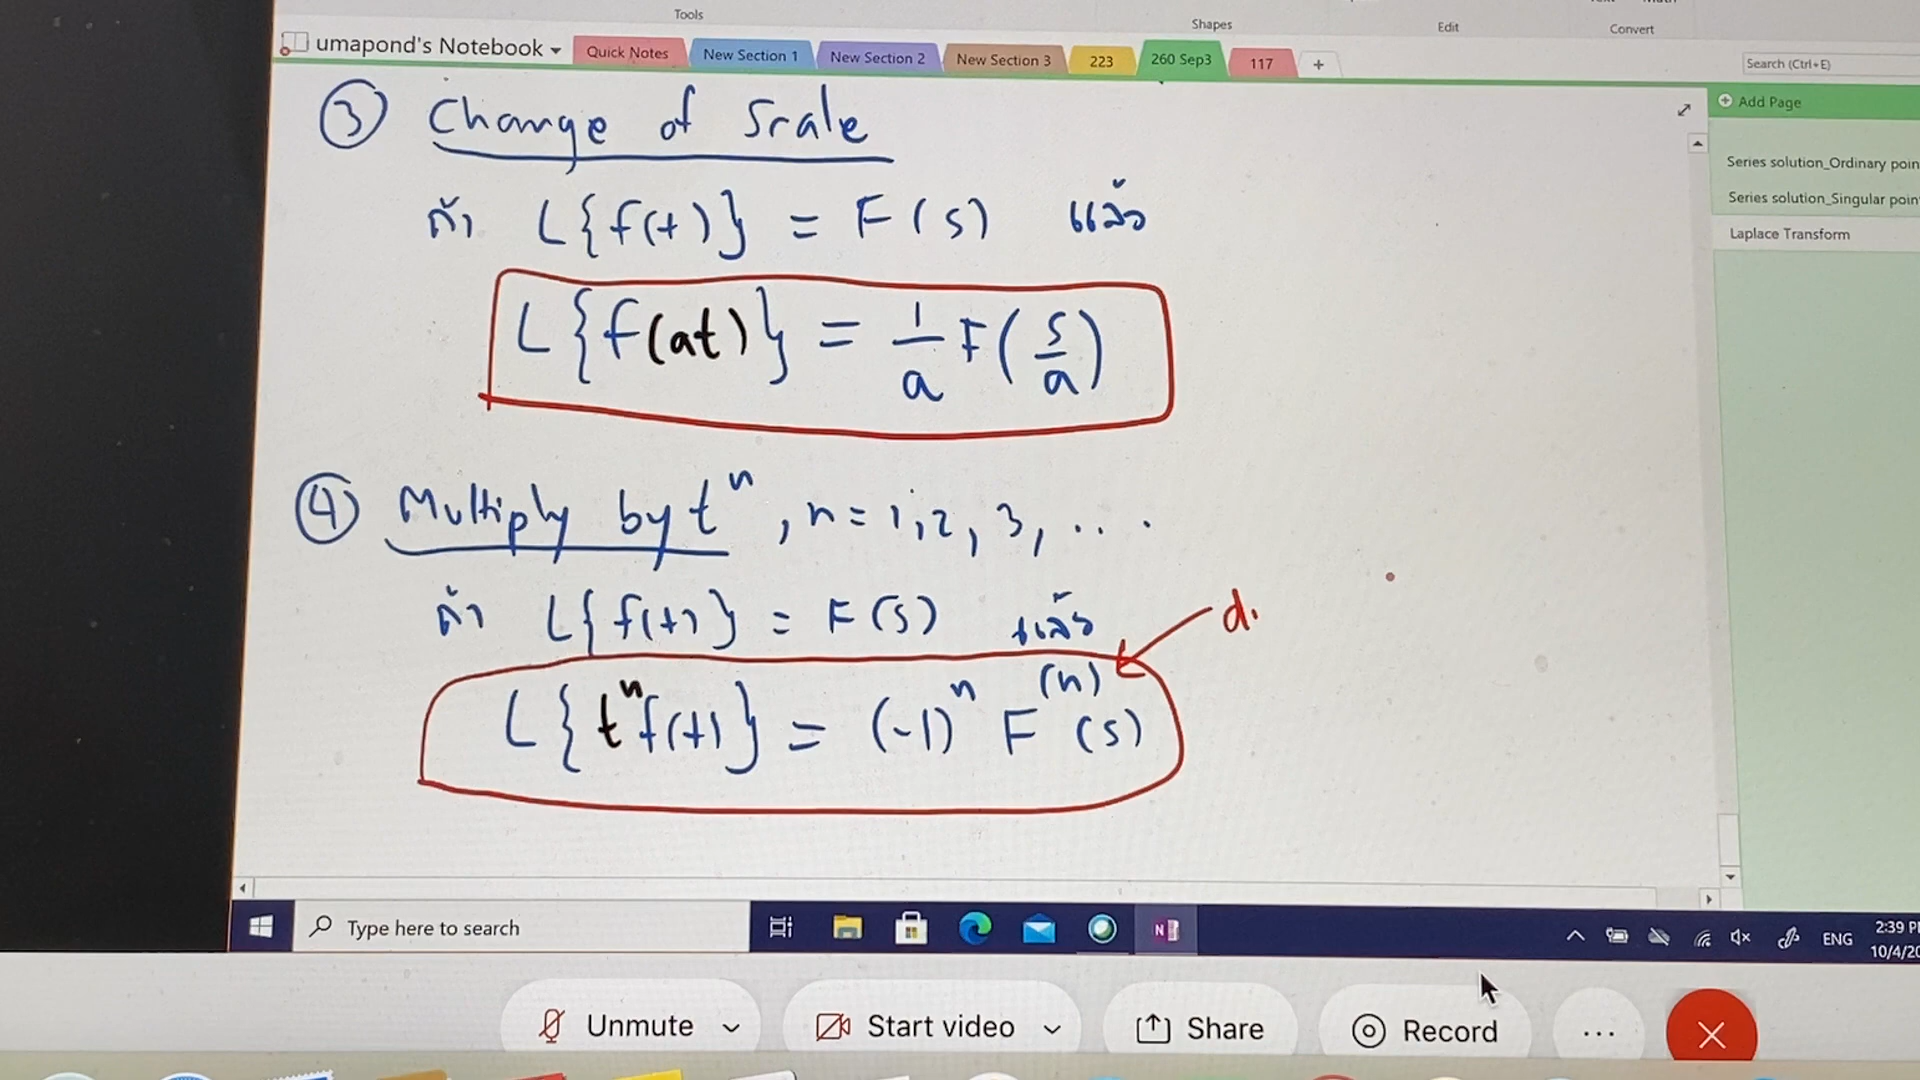 Tools
Shapes
Edit
Convert
umapond's Notebook
Quick Notes
New Section 1
New Section 2
New Section 3
223
260 Sep3
117
+
Search (Ctrl+E)
Add Page
Series solution_Ordinary poin
Series solution_Singular poin
Laplace Transform
③ Change of Scale
ถ้า L{f(t)} = F(s) แล้ว
L{f(at)} = 1/a F(s/a)
④ Multiply by tⁿ, n = 1, 2, 3, ....
ถ้า L{f(t)} = F(s) แล้ว
d.
L{tⁿf(t)} = (-1)ⁿ F⁽ⁿ⁾(s)
Type here to search
ENG
2:39 P
10/4/20
Unmute
Start video
Share
Record
...